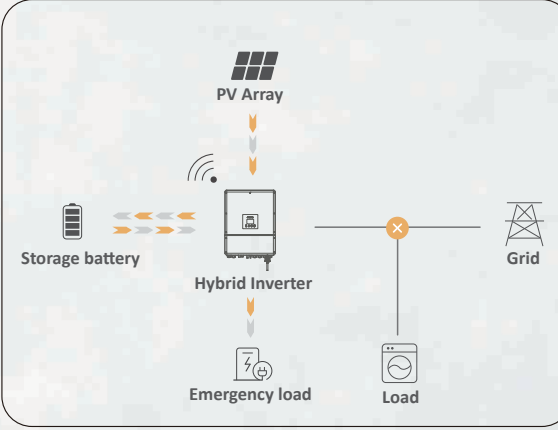 PV Array
Storage battery
Hybrid Inverter
Grid
Emergency load
Load